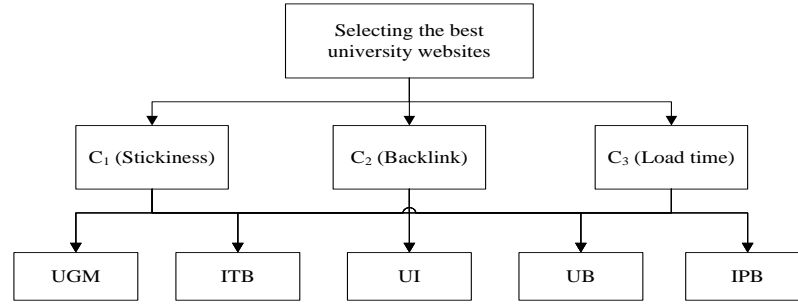 Selecting the best
university websites
C₁ (Stickiness)
C₂ (Backlink)
C₃ (Load time)
UGM
ITB
UI
UB
IPB